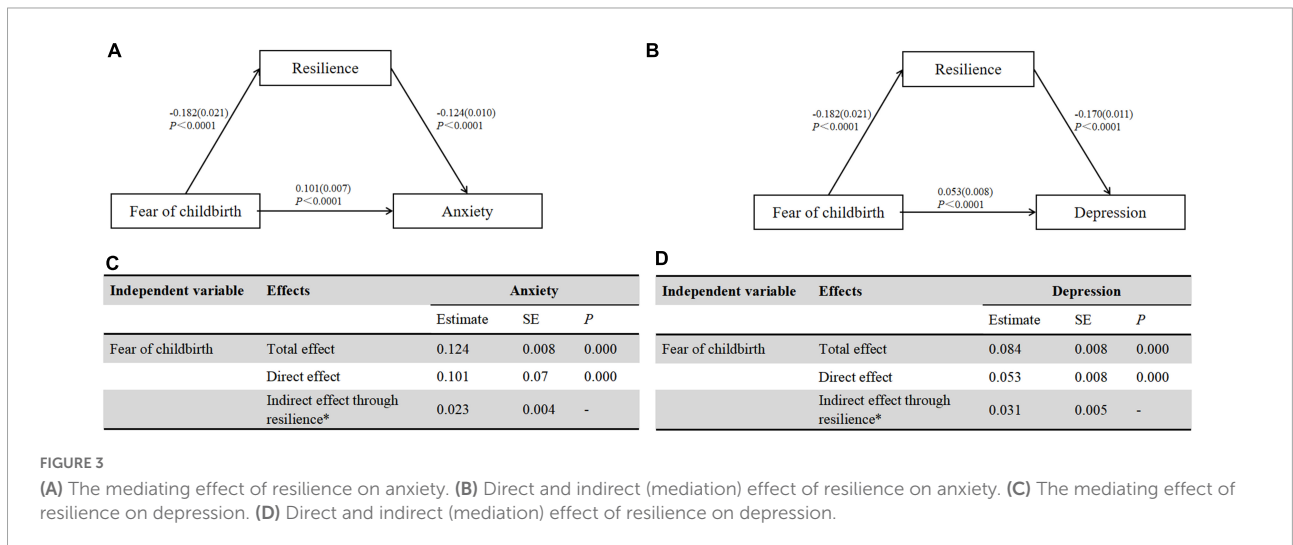 A
Resilience
-0.182(0.021)
P<0.0001
-0.124(0.010)
P<0.0001
0.101(0.007)
P<0.0001
Fear of childbirth
Anxiety
B
Resilience
-0.182(0.021)
P<0.0001
-0.170(0.011)
P<0.0001
0.053(0.008)
P<0.0001
Fear of childbirth
Depression
C
Independent variable Effects Anxiety
Estimate SE P
Fear of childbirth Total effect 0.124 0.008 0.000
Direct effect 0.101 0.07 0.000
Indirect effect through
resilience* 0.023 0.004 -
D
Independent variable Effects Depression
Estimate SE P
Fear of childbirth Total effect 0.084 0.008 0.000
Direct effect 0.053 0.008 0.000
Indirect effect through
resilience* 0.031 0.005 -
FIGURE 3
(A) The mediating effect of resilience on anxiety. (B) Direct and indirect (mediation) effect of resilience on anxiety. (C) The mediating effect of
resilience on depression. (D) Direct and indirect (mediation) effect of resilience on depression.